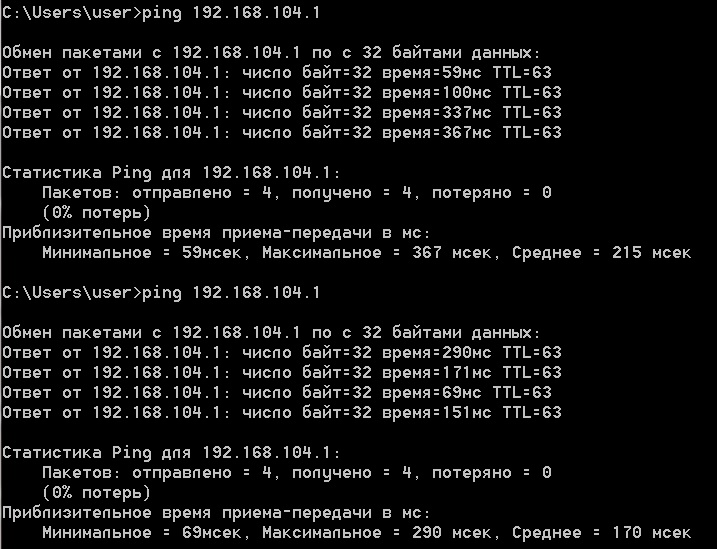 C:\Users\user>ping 192.168.104.1
Обмен пакетами с 192.168.104.1 по с 32 байтами данных:
Ответ от 192.168.104.1: число байт=32 время=59мс TTL=63
Ответ от 192.168.104.1: число байт=32 время=100мс TTL=63
Ответ от 192.168.104.1: число байт=32 время=337мс TTL=63
Ответ от 192.168.104.1: число байт=32 время=367мс TTL=63
Статистика Ping для 192.168.104.1:
Пакетов: отправлено = 4, получено = 4, потеряно = 0
(0% потерь)
Приблизительное время приема-передачи в мс:
Минимальное = 59мсек, Максимальное = 367 мсек, Среднее = 215 мсек
C:\Users\user>ping 192.168.104.1
Обмен пакетами с 192.168.104.1 по с 32 байтами данных:
Ответ от 192.168.104.1: число байт=32 время=290мс TTL=63
Ответ от 192.168.104.1: число байт=32 время=171мс TTL=63
Ответ от 192.168.104.1: число байт=32 время=69мс TTL=63
Ответ от 192.168.104.1: число байт=32 время=151мс TTL=63
Статистика Ping для 192.168.104.1:
Пакетов: отправлено = 4, получено = 4, потеряно = 0
(0% потерь)
Приблизительное время приема-передачи в мс:
Минимальное = 69мсек, Максимальное = 290 мсек, Среднее = 170 мсек